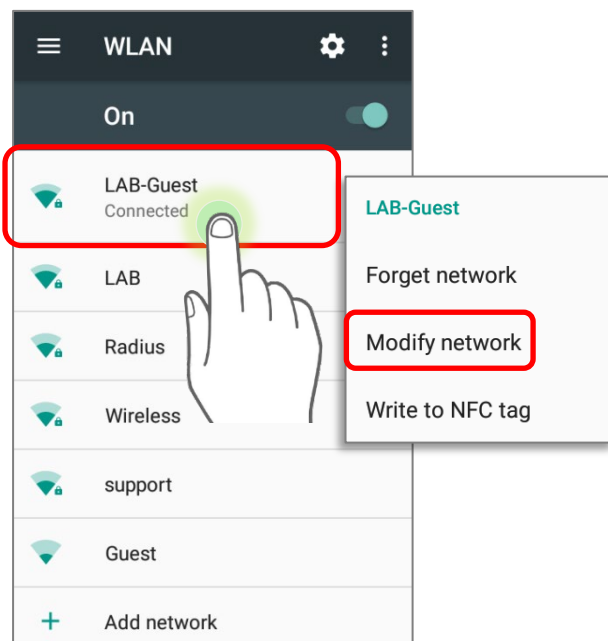 WLAN
On
LAB-Guest
Connected
LAB
Radius
Wireless
support
Guest
Add network
LAB-Guest
Forget network
Modify network
Write to NFC tag